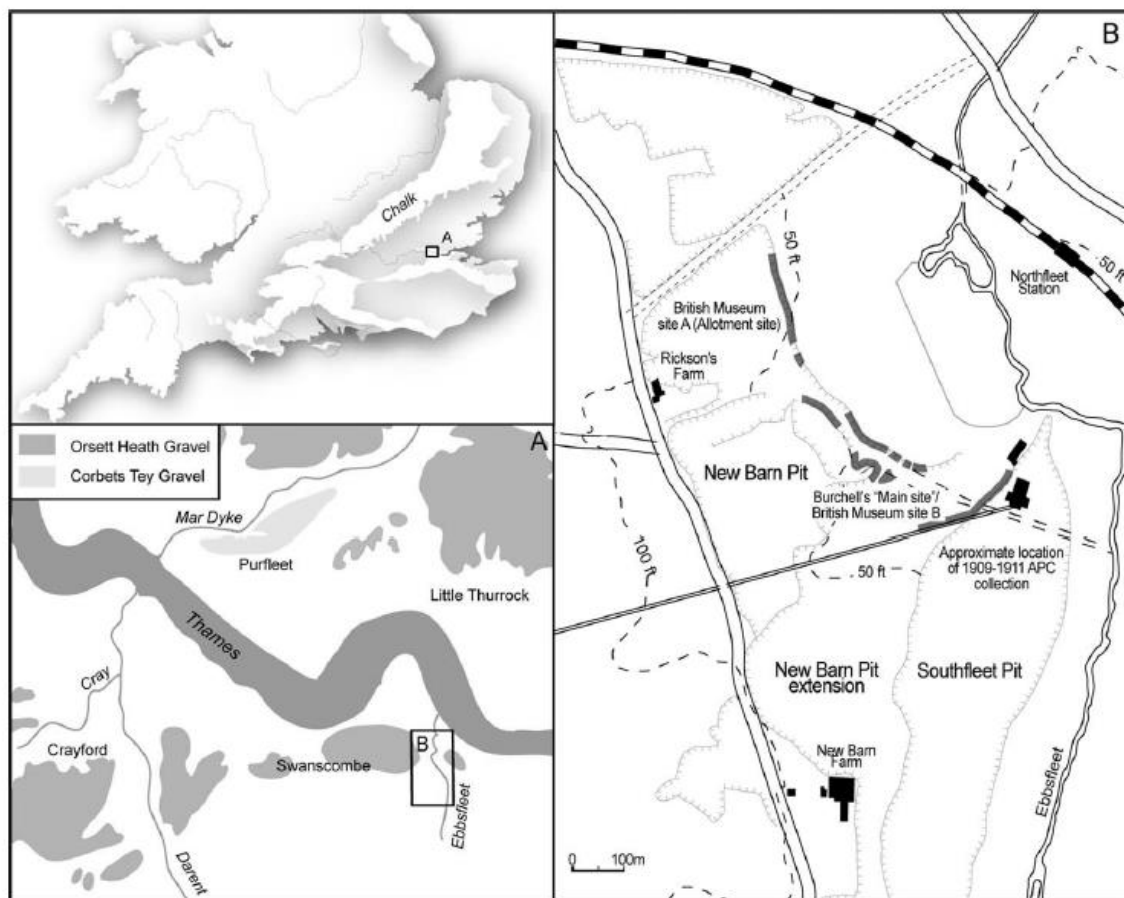 Chalk
A
A
Orsett Heath Gravel
Corbets Tey Gravel
Mar Dyke
Purfleet
Little Thurrock
Thames
Cray
Crayford
Swanscombe
B
Ebbsfleet
Darent
B
50 ft
50 ft
Northfleet
Station
British Museum
site A (Allotment site)
Rickson's
Farm
New Barn Pit
Burchell's "Main site"/
British Museum site B
100 ft
50 ft
Approximate location
of 1909-1911 APC
collection
New Barn Pit
extension
Southfleet Pit
New Barn
Farm
Ebbsfleet
0 100m